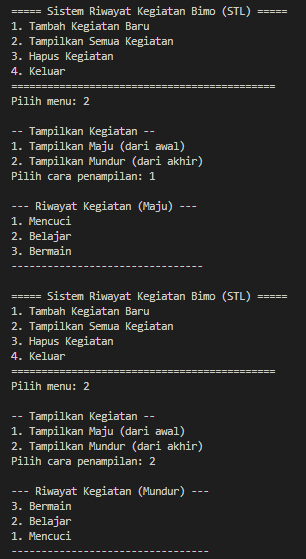 ===== Sistem Riwayat Kegiatan Bimo (STL) =====
1. Tambah Kegiatan Baru
2. Tampilkan Semua Kegiatan
3. Hapus Kegiatan
4. Keluar
============================================
Pilih menu: 2

-- Tampilkan Kegiatan --
1. Tampilkan Maju (dari awal)
2. Tampilkan Mundur (dari akhir)
Pilih cara penampilan: 1

--- Riwayat Kegiatan (Maju) ---
1. Mencuci
2. Belajar
3. Bermain
--------------------------------

===== Sistem Riwayat Kegiatan Bimo (STL) =====
1. Tambah Kegiatan Baru
2. Tampilkan Semua Kegiatan
3. Hapus Kegiatan
4. Keluar
============================================
Pilih menu: 2

-- Tampilkan Kegiatan --
1. Tampilkan Maju (dari awal)
2. Tampilkan Mundur (dari akhir)
Pilih cara penampilan: 2

--- Riwayat Kegiatan (Mundur) ---
3. Bermain
2. Belajar
1. Mencuci
---------------------------------